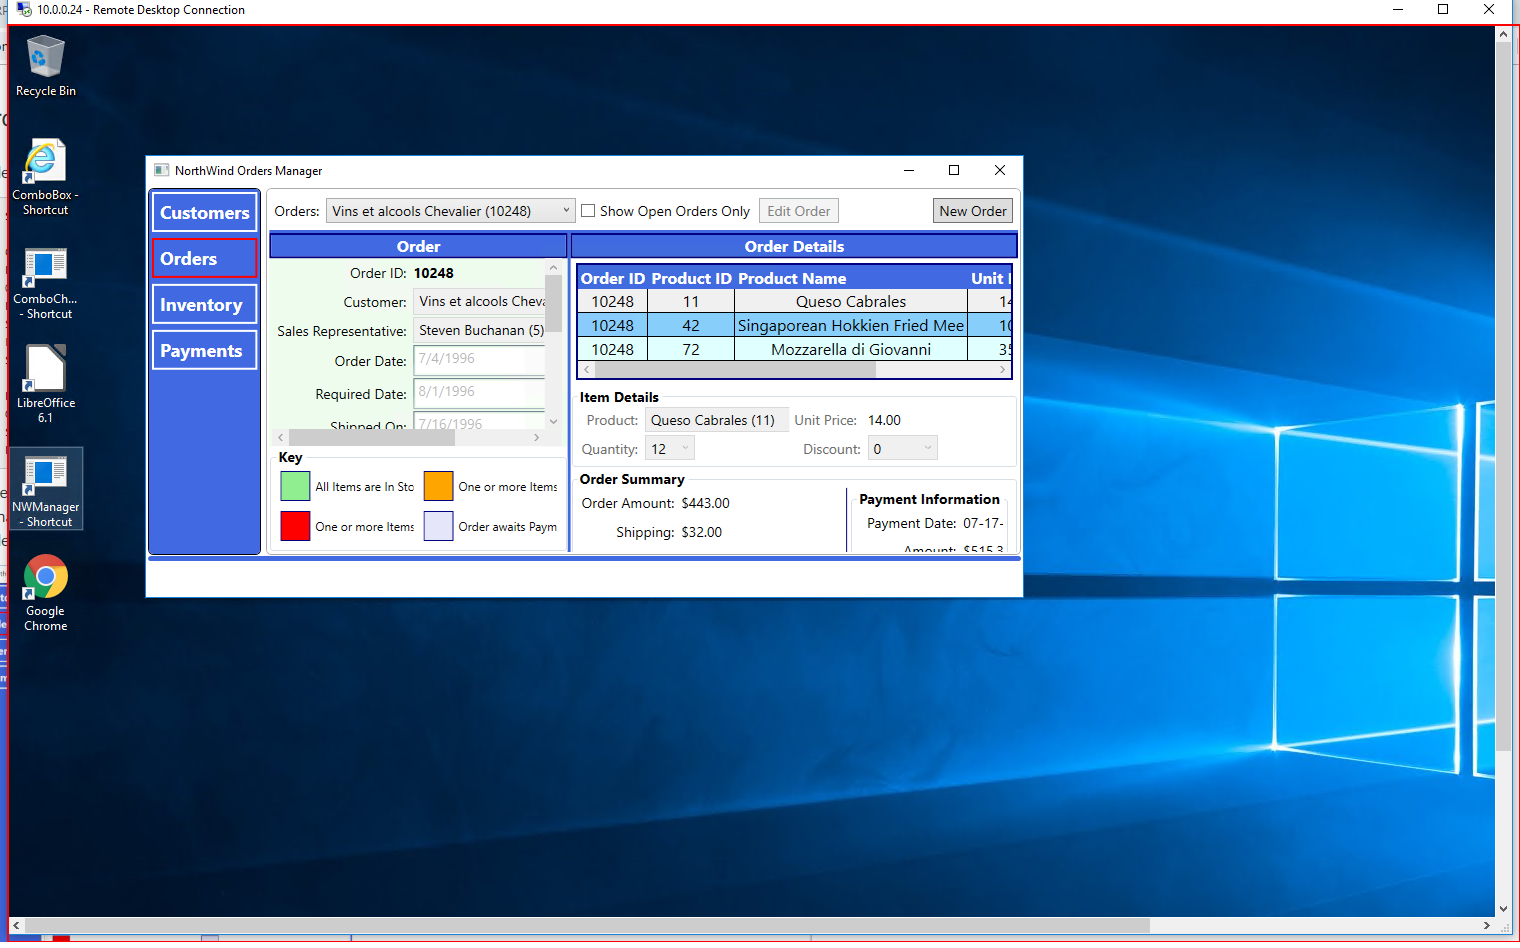 10.0.0.24 - Remote Desktop Connection
Recycle Bin
ComboBox -
Shortcut
ComboCh...
- Shortcut
LibreOffice
6.1
NWManager
- Shortcut
Google
Chrome
NorthWind Orders Manager
Customers
Orders
Inventory
Payments
Orders: Vins et alcools Chevalier (10248) Show Open Orders Only Edit Order New Order
Order
Order ID: 10248
Customer: Vins et alcools Cheva
Sales Representative: Steven Buchanan (5)
Order Date: 7/4/1996
Required Date: 8/1/1996
Shipped On: 7/16/1996
Key
All Items are In Sto One or more Items
One or more Items Order awaits Paym
Order Details
Order ID Product ID Product Name Unit
10248 11 Queso Cabrales 14
10248 42 Singaporean Hokkien Fried Mee 10
10248 72 Mozzarella di Giovanni 35
Item Details
Product: Queso Cabrales (11) Unit Price: 14.00
Quantity: 12 Discount: 0
Order Summary
Order Amount: $443.00
Shipping: $32.00
Payment Information
Payment Date: 07-17-
Amount: $515.3